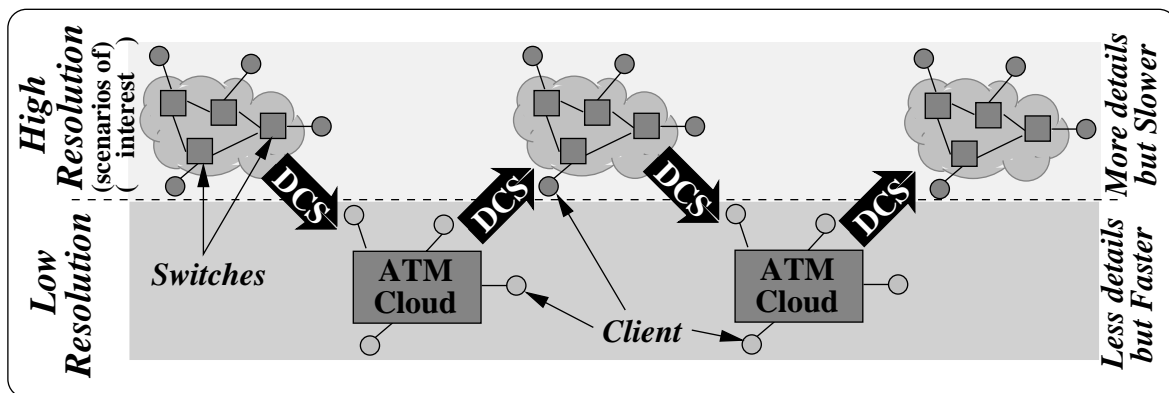 High
Resolution
(scenarios of)
( interest )
Low
Resolution
DCS
DCS
DCS
DCS
Switches
ATM
Cloud
Client
ATM
Cloud
More details
but Slower
Less details
but Faster